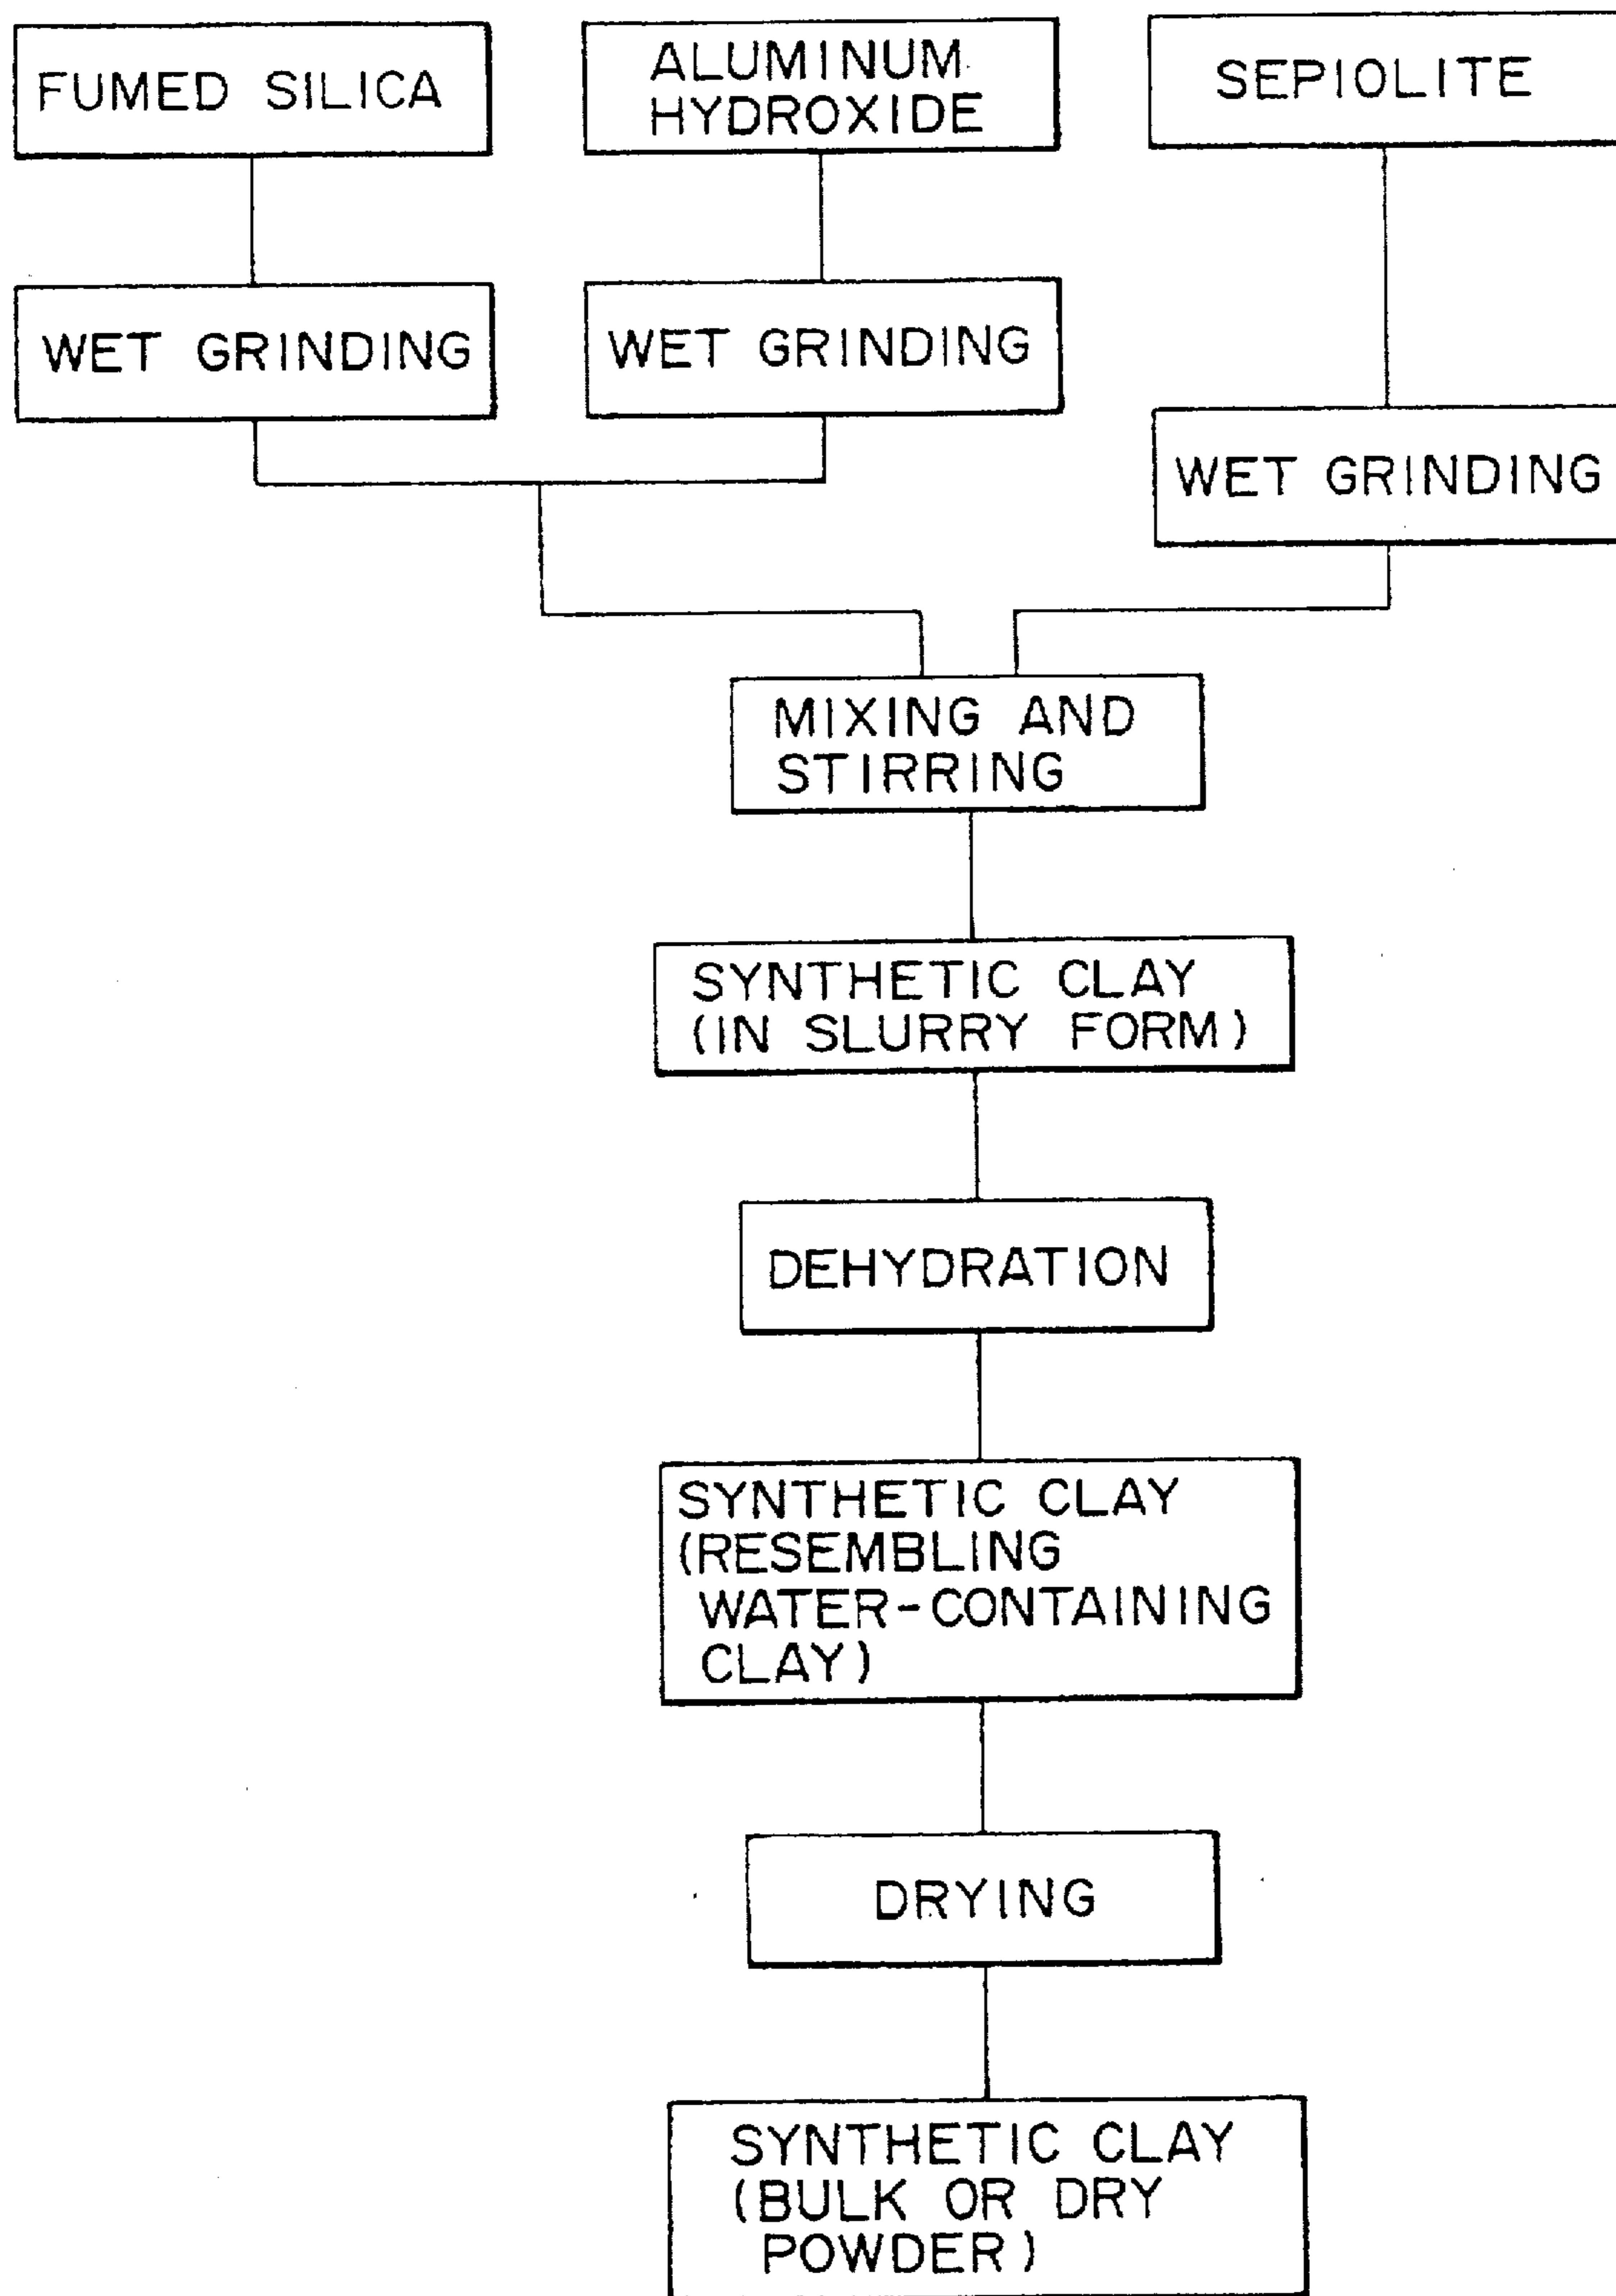 FUMED SILICA
ALUMINUM
HYDROXIDE
SEPIOLITE
WET GRINDING
WET GRINDING
WET GRINDING
MIXING AND
STIRRING
SYNTHETIC CLAY
(IN SLURRY FORM)
DEHYDRATION
SYNTHETIC CLAY
(RESEMBLING
WATER-CONTAINING
CLAY)
DRYING
SYNTHETIC CLAY
(BULK OR DRY
POWDER)